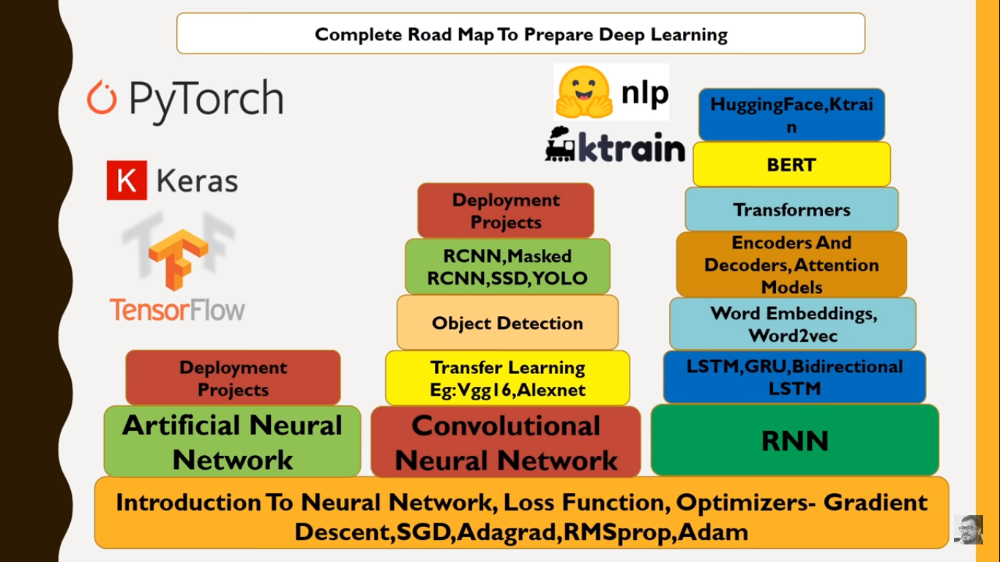 Complete Road Map To Prepare Deep Learning
PyTorch
K Keras
TF
TensorFlow
nlp
ktrain
Deployment
Projects
Artificial Neural
Network
Deployment
Projects
RCNN,Masked
RCNN,SSD,YOLO
Object Detection
Transfer Learning
Eg:Vgg16,Alexnet
Convolutional
Neural Network
HuggingFace,Ktrai
n
BERT
Transformers
Encoders And
Decoders,Attention
Models
Word Embeddings,
Word2vec
LSTM,GRU,Bidirectional
LSTM
RNN
Introduction To Neural Network, Loss Function, Optimizers- Gradient
Descent,SGD,Adagrad,RMSprop,Adam